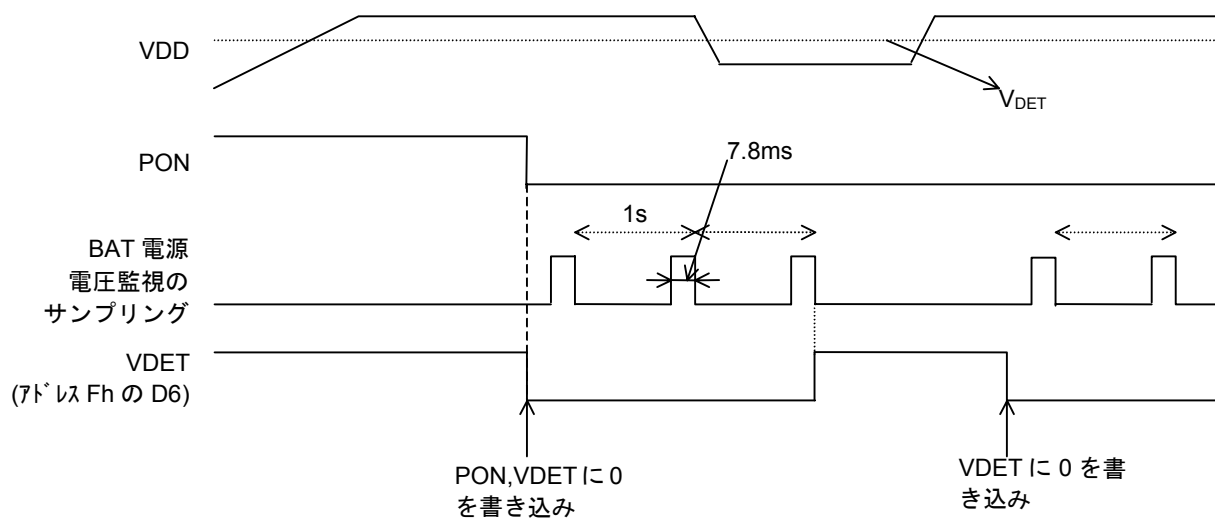 VDD
VDET
PON
7.8ms
1s
BAT 電源
電圧監視の
サンプリング
VDET
(ｱﾄﾞﾚｽ Fh の D6)
PON,VDET に 0
を書き込み
VDET に 0 を書
き込み